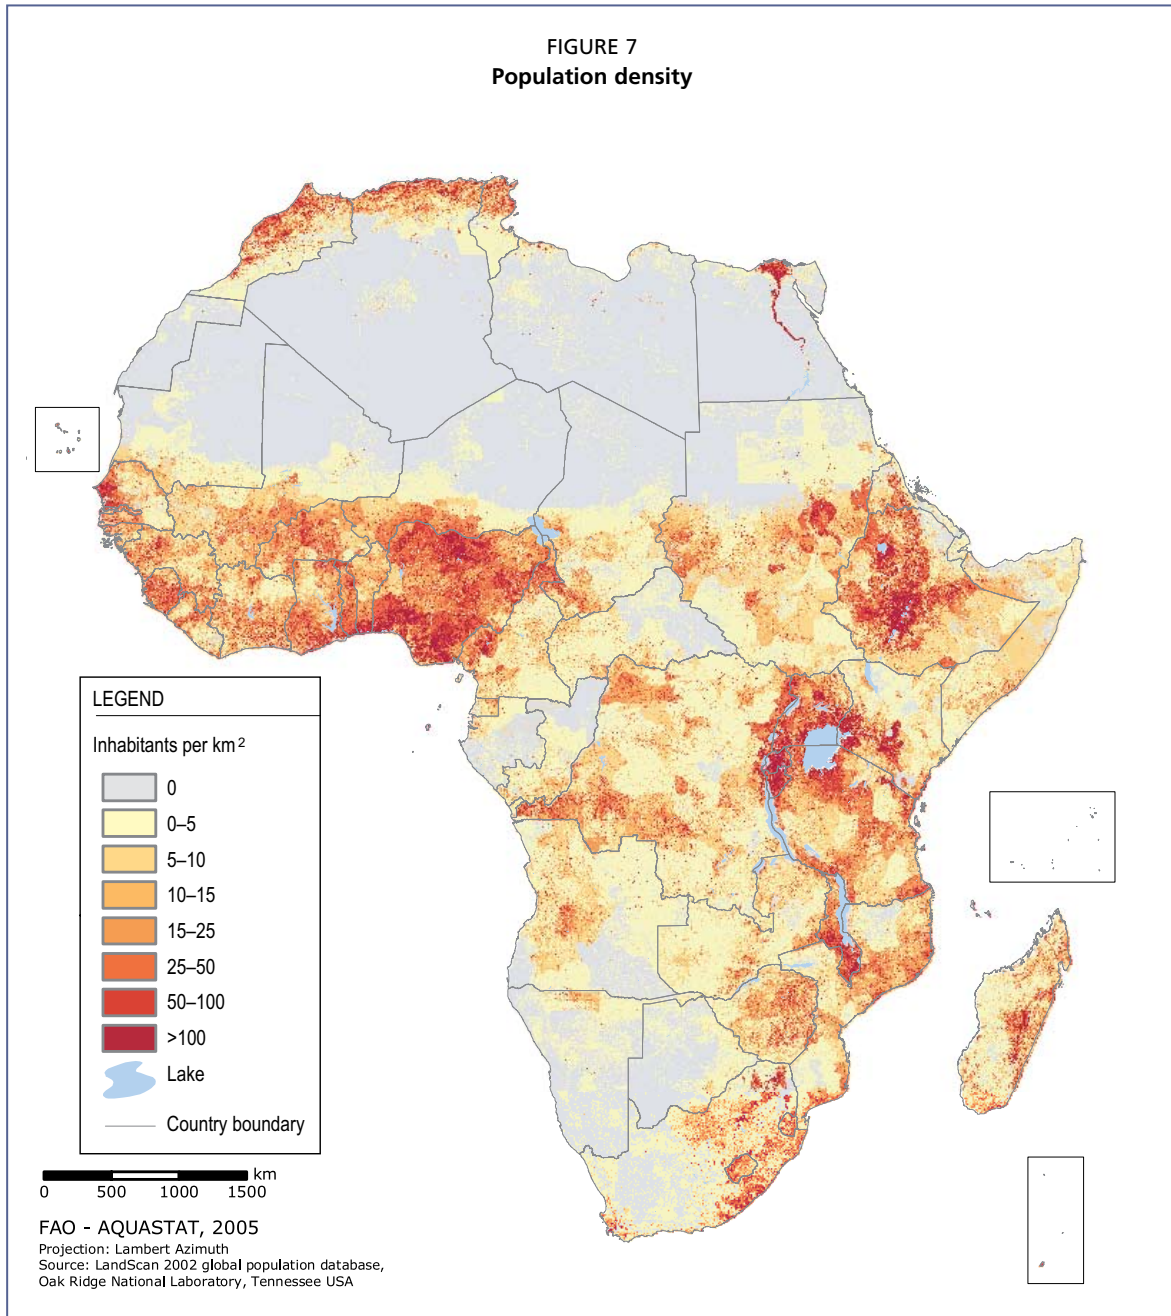 FIGURE 7
Population density
LEGEND
Inhabitants per km²
0
0–5
5–10
10–15
15–25
25–50
50–100
>100
Lake
Country boundary
km
0 500 1000 1500
FAO - AQUASTAT, 2005
Projection: Lambert Azimuth
Source: LandScan 2002 global population database,
Oak Ridge National Laboratory, Tennessee USA